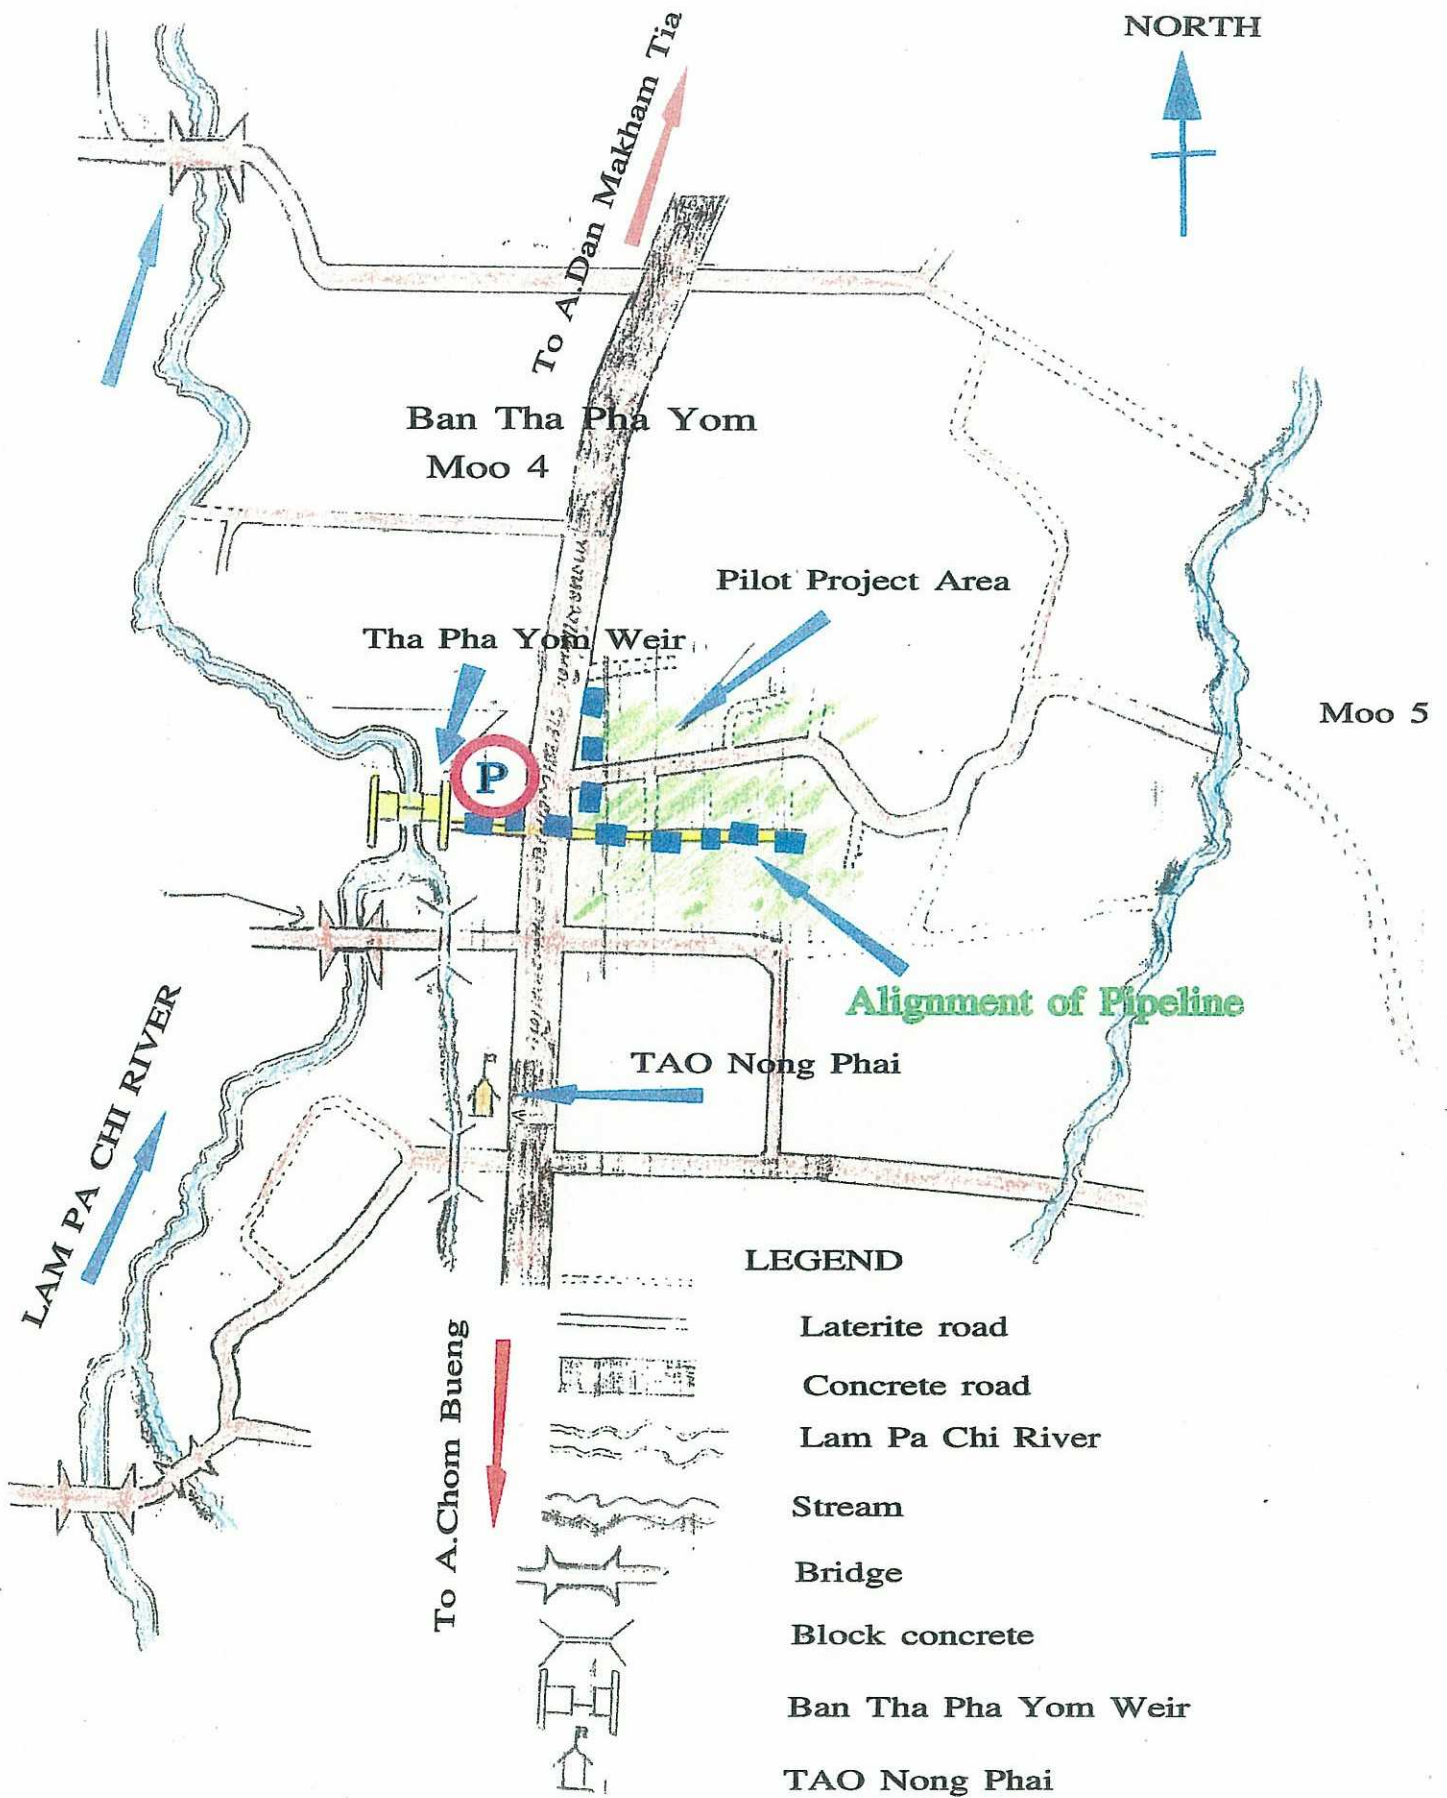 NORTH
To A.Dan Makham Tia
Ban Tha Pha Yom
Moo 4
Pilot Project Area
Tha Pha Yom Weir
Moo 5
P
Alignment of Pipeline
TAO Nong Phai
LAM PA CHI RIVER
To A.Chom Bueng
LEGEND
Laterite road
Concrete road
Lam Pa Chi River
Stream
Bridge
Block concrete
Ban Tha Pha Yom Weir
TAO Nong Phai